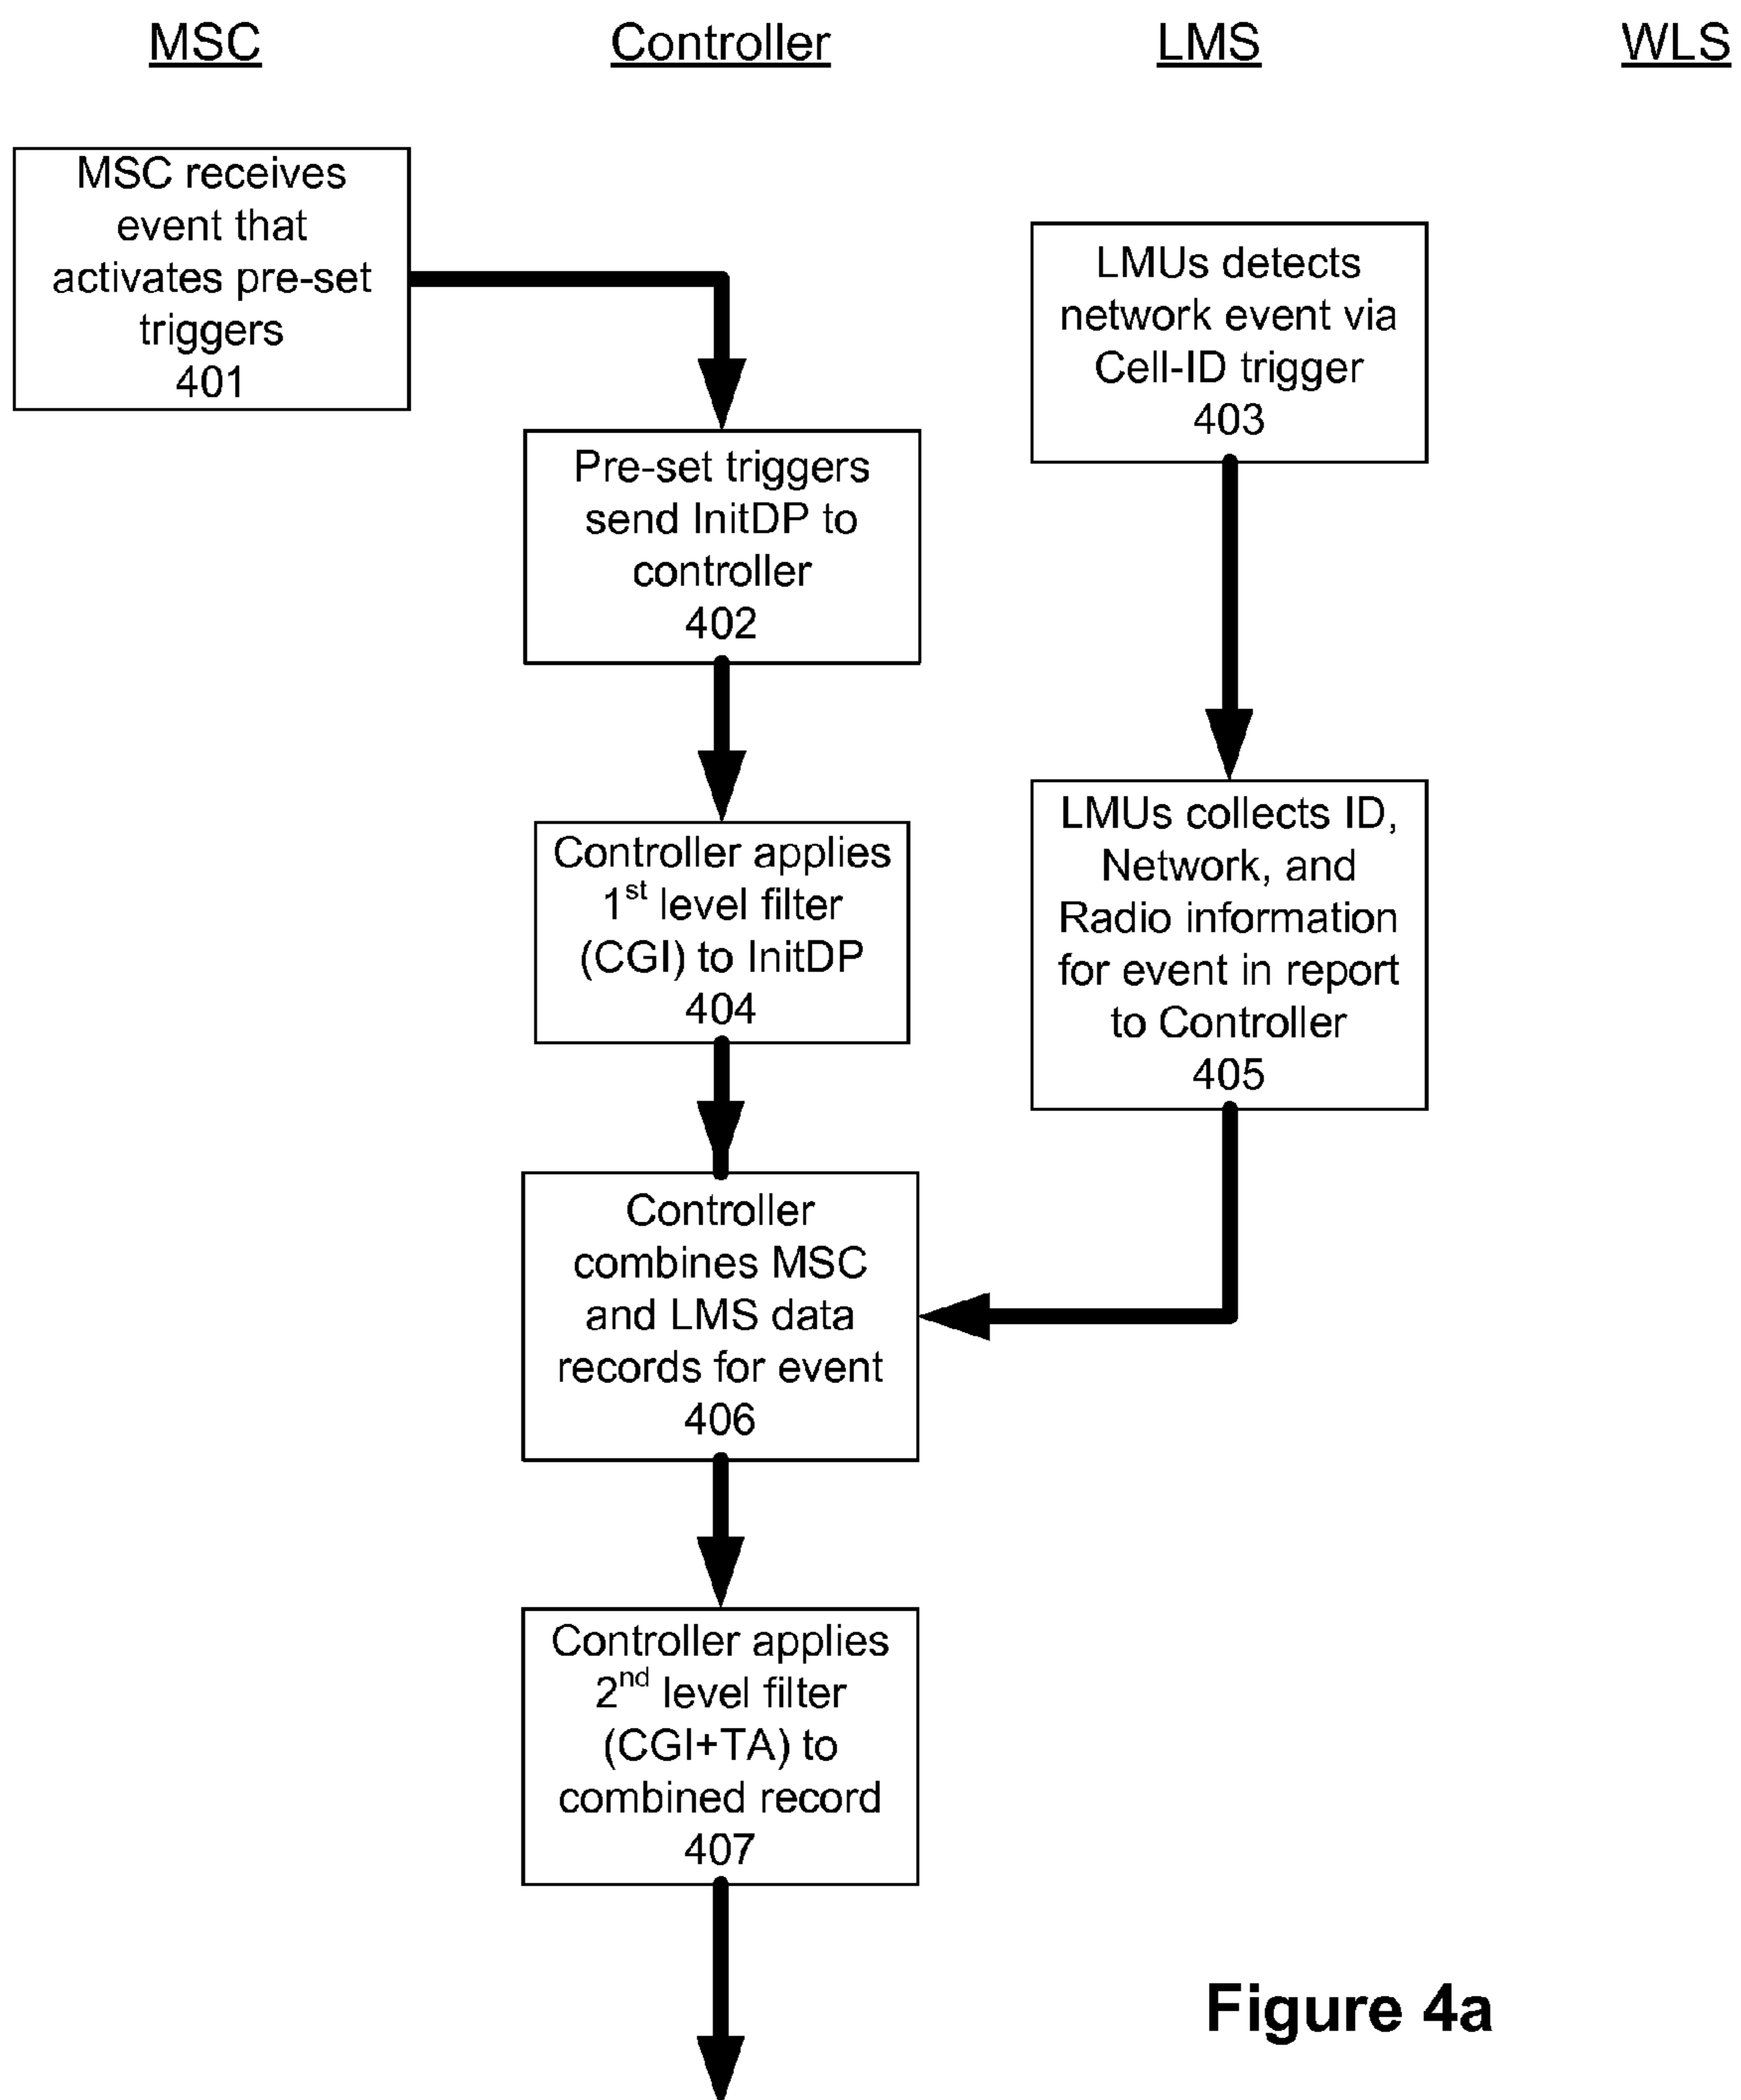 MSC
Controller
LMS
WLS
MSC receives
event that
activates pre-set
triggers
401
LMUs detects
network event via
Cell-ID trigger
403
Pre-set triggers
send InitDP to
controller
402
Controller applies
1st level filter
(CGI) to InitDP
404
LMUs collects ID,
Network, and
Radio information
for event in report
to Controller
405
Controller
combines MSC
and LMS data
records for event
406
Controller applies
2nd level filter
(CGI+TA) to
combined record
407
Figure 4a